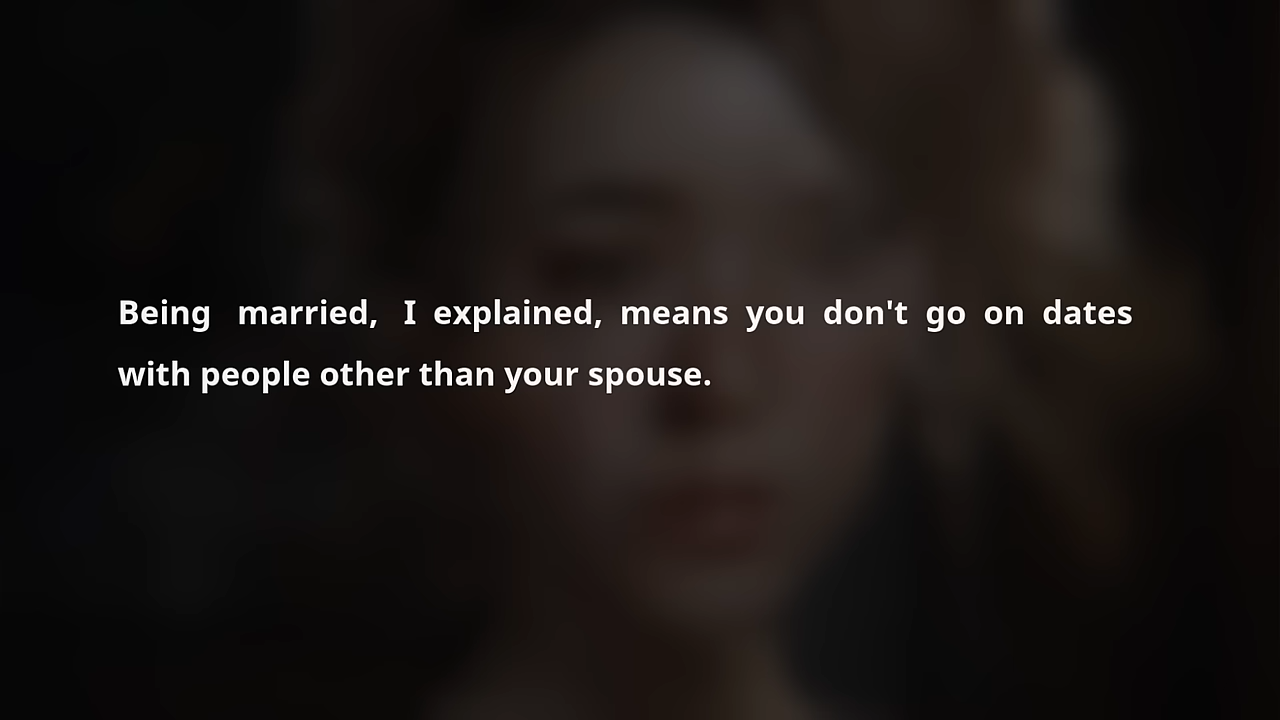 Being married, I explained, means you don't go on dates
with people other than your spouse.